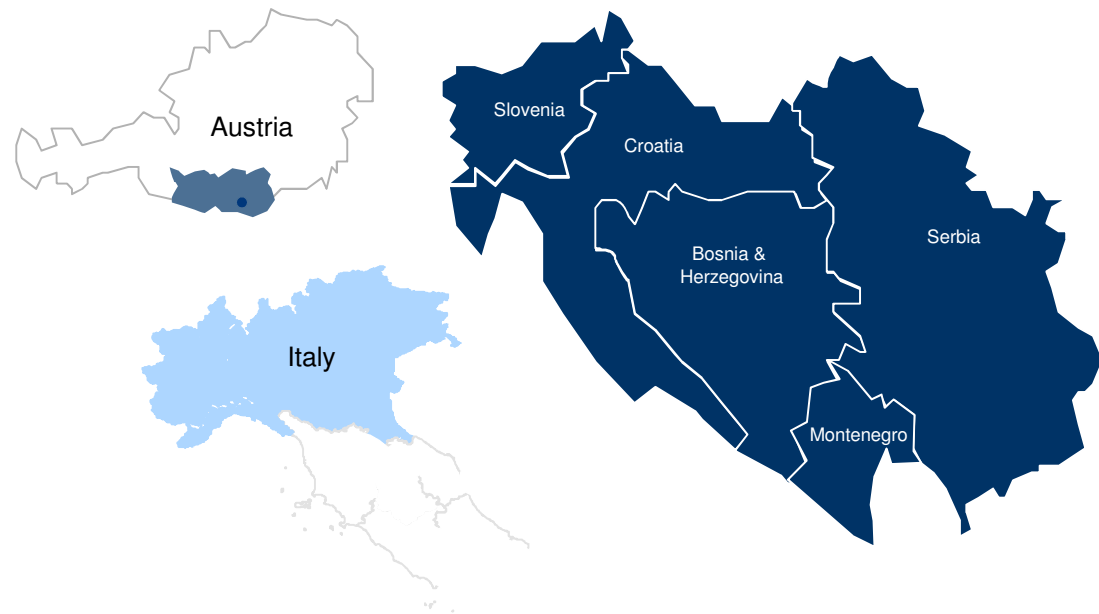 Slovenia
Austria
Croatia
Serbia
Bosnia &
Herzegovina
Italy
Montenegro